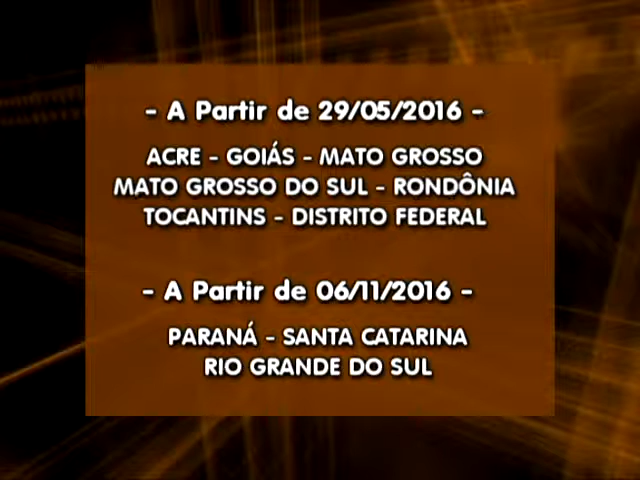 - A Partir de 29/05/2016 -
ACRE - GOIÁS - MATO GROSSO
MATO GROSSO DO SUL - RONDÔNIA
TOCANTINS - DISTRITO FEDERAL
- A Partir de 06/11/2016 -
PARANÁ - SANTA CATARINA
RIO GRANDE DO SUL